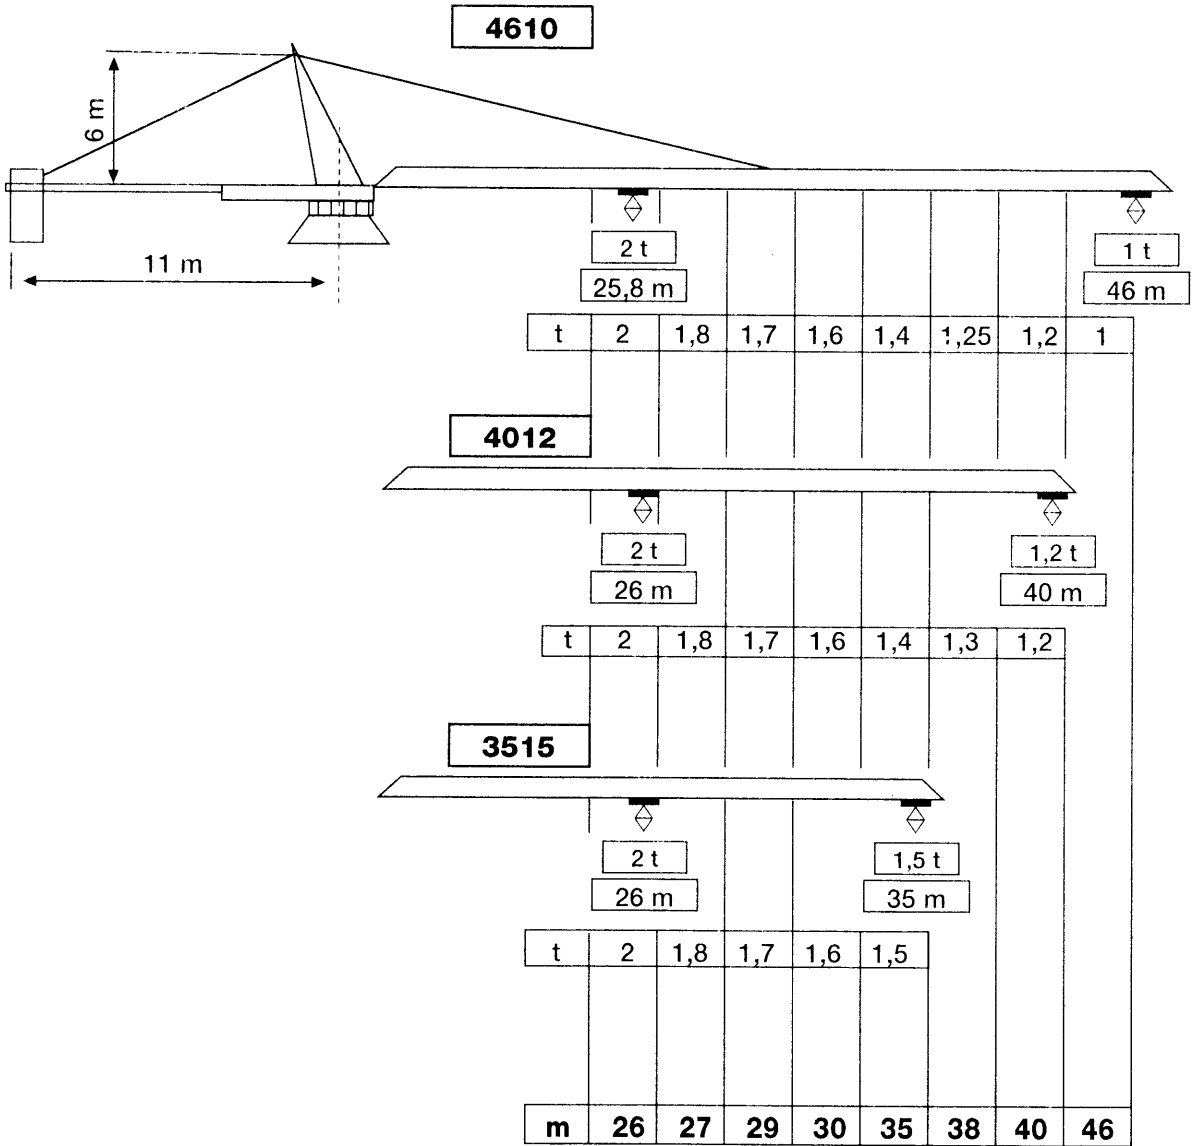 4610
6 m
11 m
2 t
1 t
25,8 m
46 m
t 2 1,8 1,7 1,6 1,4 1,25 1,2 1
4012
2 t
1,2 t
26 m
40 m
t 2 1,8 1,7 1,6 1,4 1,3 1,2
3515
2 t
1,5 t
26 m
35 m
t 2 1,8 1,7 1,6 1,5
m 26 27 29 30 35 38 40 46